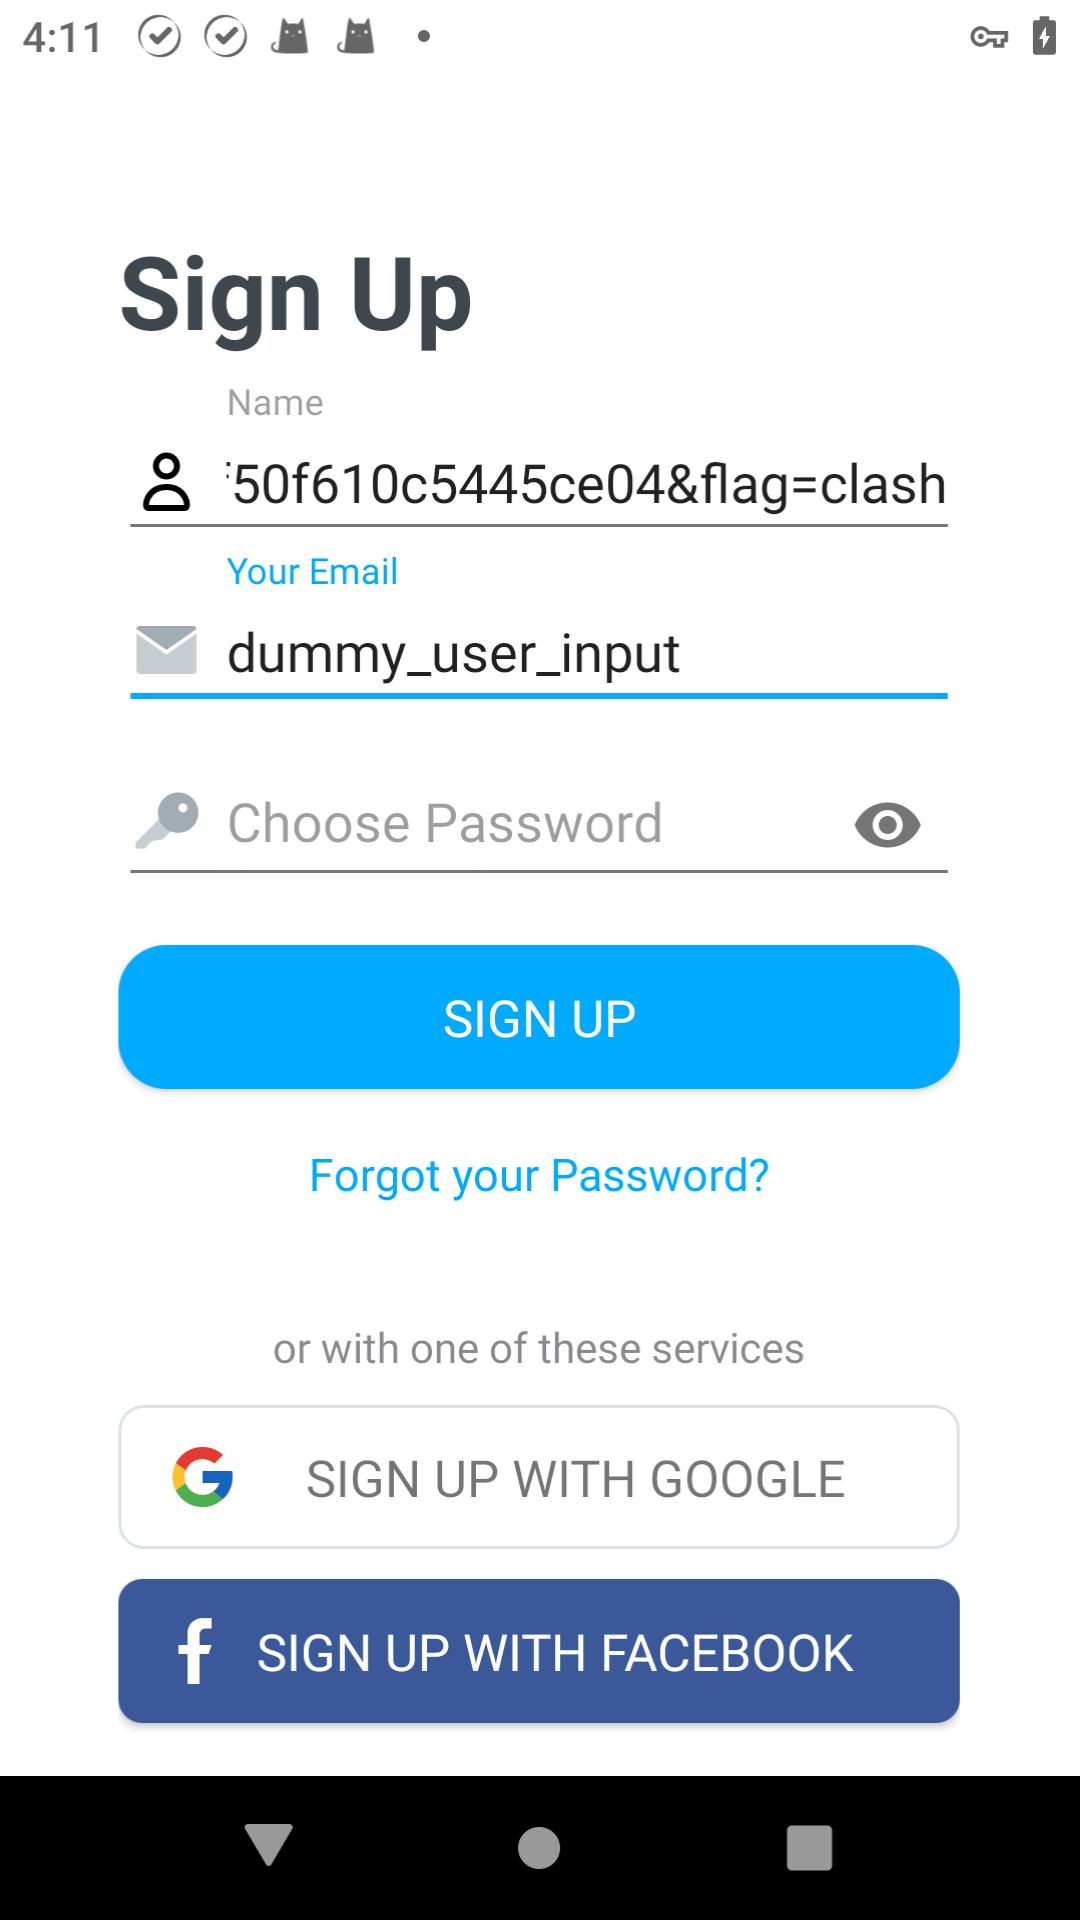 4:11
Sign Up
Name
50f610c5445ce04&flag=clash
Your Email
dummy_user_input
Choose Password
SIGN UP
Forgot your Password?
or with one of these services
SIGN UP WITH GOOGLE
SIGN UP WITH FACEBOOK